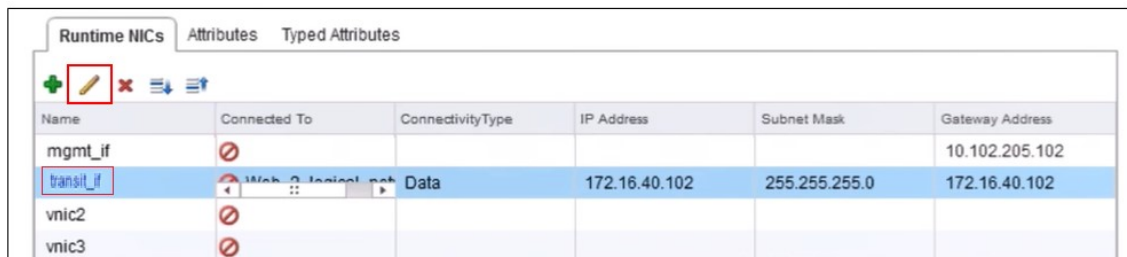 Runtime NICs Attributes Typed Attributes
Name Connected To ConnectivityType IP Address Subnet Mask Gateway Address
mgmt_if 10.102.205.102
transit_if Data 172.16.40.102 255.255.255.0 172.16.40.102
vnic2
vnic3